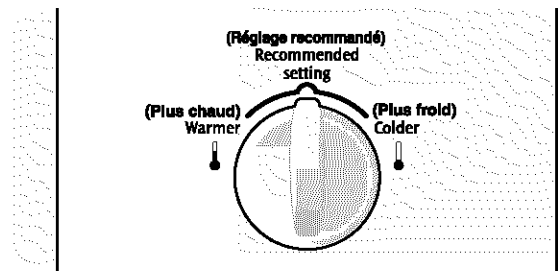 (Réglage recommandé)
Recommended
setting
(Plus chaud)
Warmer
(Plus froid)
Colder